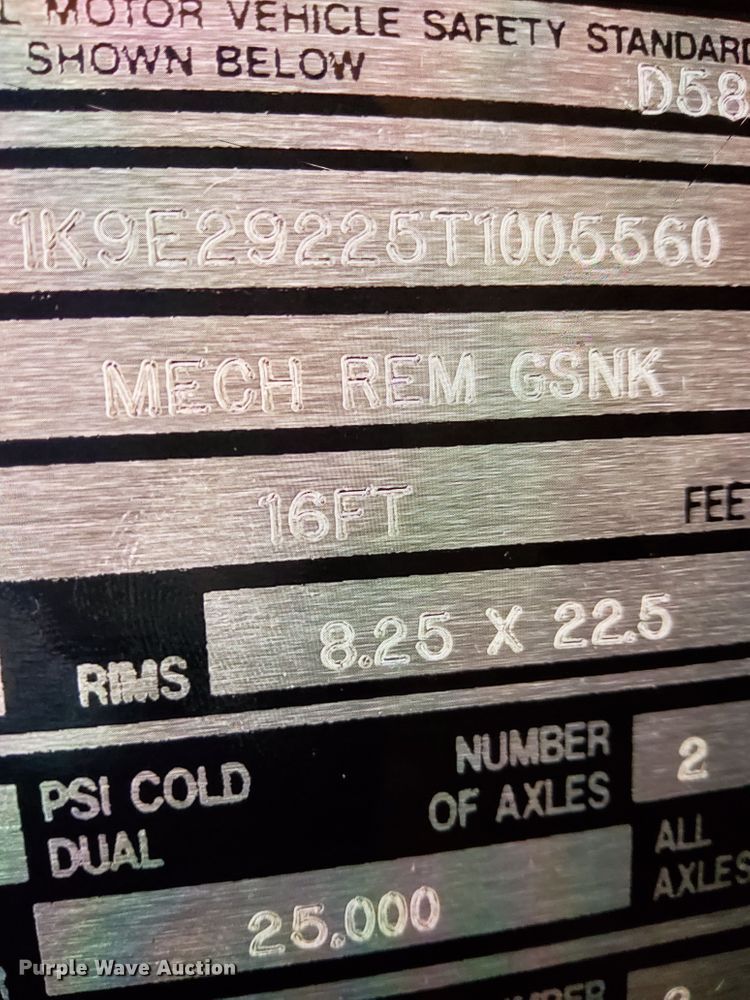 L MOTOR VEHICLE SAFETY STANDARD
SHOWN BELOW
D58
1K9E29225T1005560
MECH REM GSNK
16FT FEET
RIMS 8.25 X 22.5
PSI COLD
DUAL
NUMBER
OF AXLES
2
25.000
ALL
AXLES
Purple Wave Auction